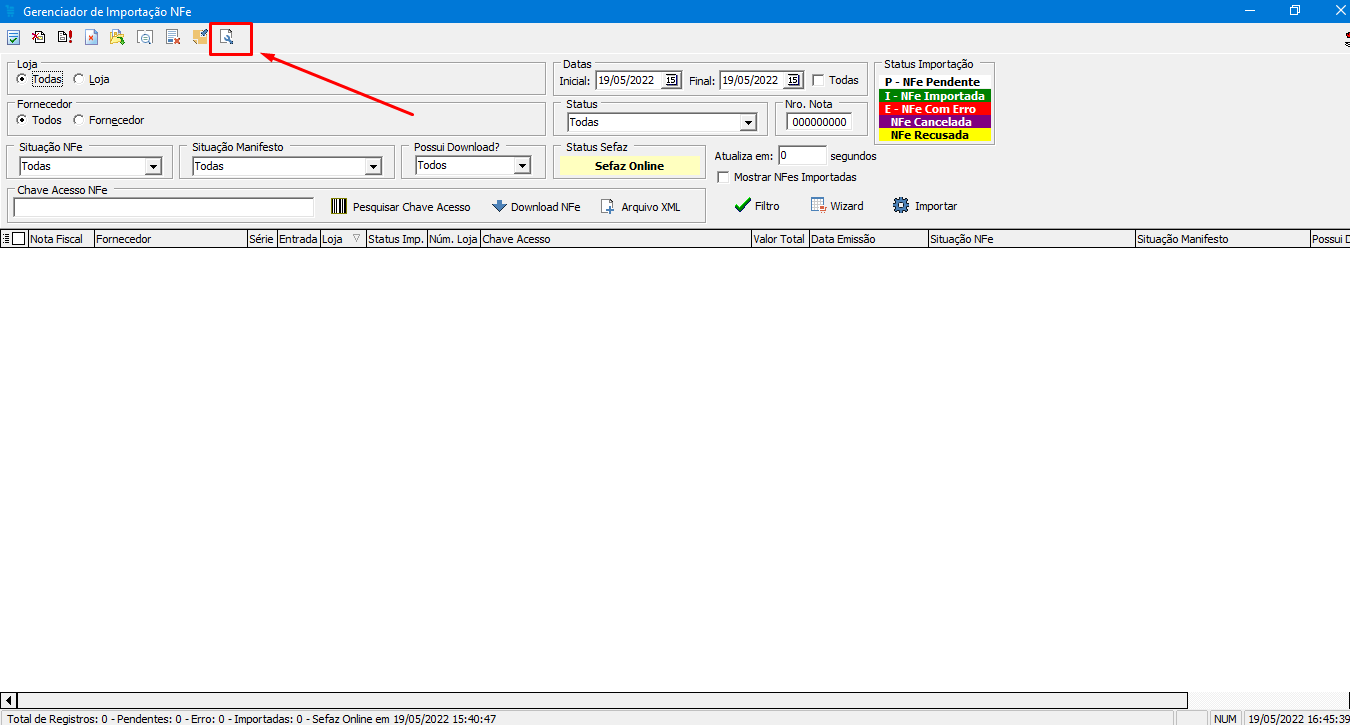 Gerenciador de Importação NFe
Loja
Todas Loja
Datas
Inicial: 19/05/2022 15 Final: 19/05/2022 15 Todas
Status Importação
P - NFe Pendente
I - NFe Importada
E - NFe Com Erro
NFe Cancelada
NFe Recusada
Fornecedor
Todos Fornecedor
Status
Todas
Nro. Nota
000000000
Situação NFe
Todas
Situação Manifesto
Todas
Possui Download?
Todos
Status Sefaz
Sefaz Online
Atualiza em: 0 segundos
Mostrar NFes Importadas
Chave Acesso NFe
Pesquisar Chave Acesso Download NFe Arquivo XML
Filtro Wizard Importar
Nota Fiscal Fornecedor Série Entrada Loja Status Imp. Núm. Loja Chave Acesso Valor Total Data Emissão Situação NFe Situação Manifesto Possui D
Total de Registros: 0 - Pendentes: 0 - Erro: 0 - Importadas: 0 - Sefaz Online em 19/05/2022 15:40:47 NUM 19/05/2022 16:45:39